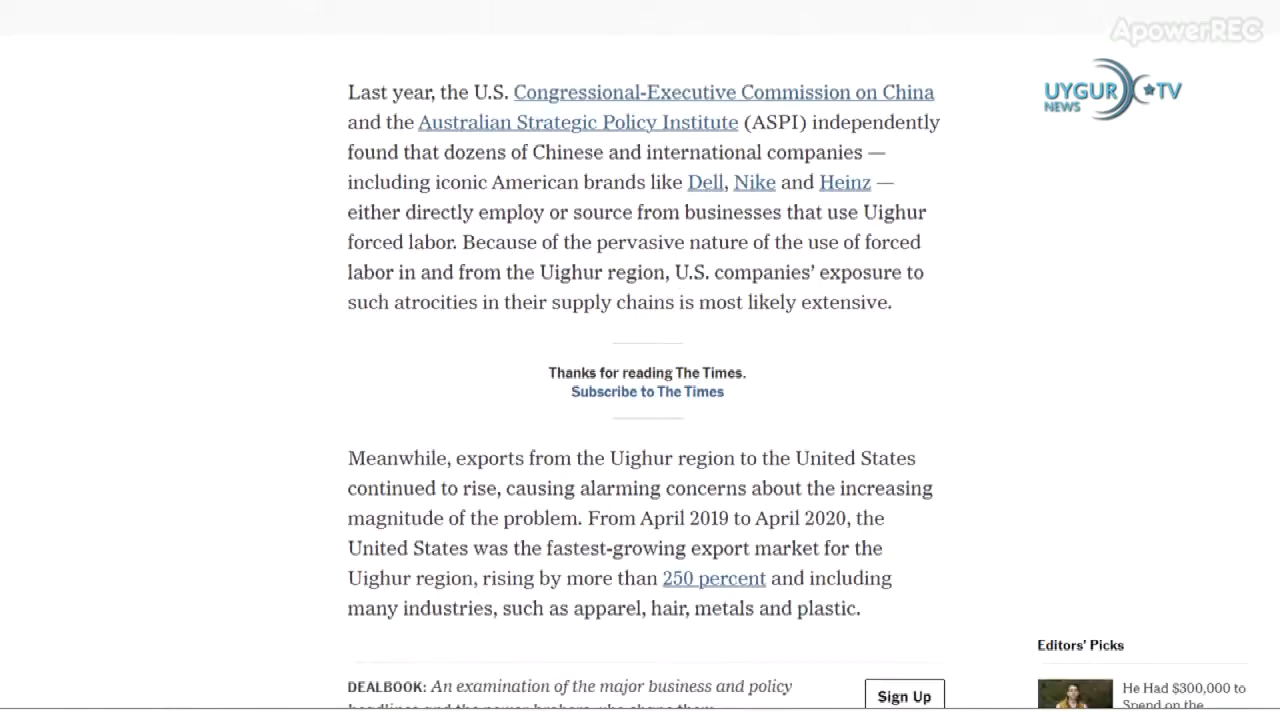 ApowerREC
UYGUR TV
NEWS
Last year, the U.S. Congressional-Executive Commission on China
and the Australian Strategic Policy Institute (ASPI) independently
found that dozens of Chinese and international companies —
including iconic American brands like Dell, Nike and Heinz —
either directly employ or source from businesses that use Uighur
forced labor. Because of the pervasive nature of the use of forced
labor in and from the Uighur region, U.S. companies’ exposure to
such atrocities in their supply chains is most likely extensive.
Thanks for reading The Times.
Subscribe to The Times
Meanwhile, exports from the Uighur region to the United States
continued to rise, causing alarming concerns about the increasing
magnitude of the problem. From April 2019 to April 2020, the
United States was the fastest-growing export market for the
Uighur region, rising by more than 250 percent and including
many industries, such as apparel, hair, metals and plastic.
DEALBOOK: An examination of the major business and policy
Sign Up
Editors’ Picks
He Had $300,000 to
Spend on the